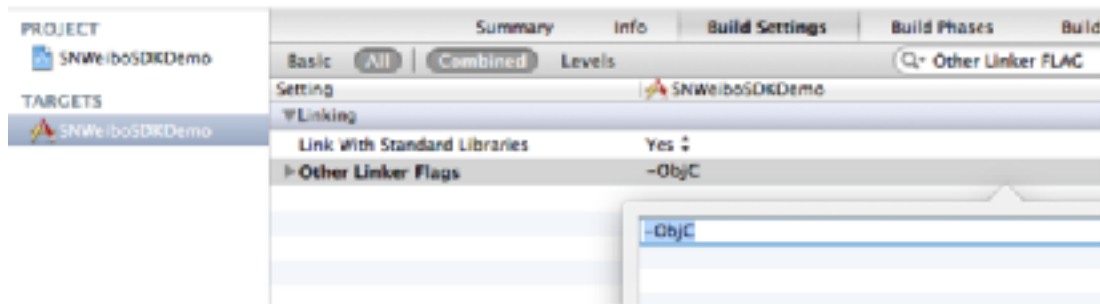 PROJECT
SNWeiboSDKDemo
TARGETS
SNWeiboSDKDemo
Summary Info Build Settings Build Phases Build
Basic All Combined Levels Other Linker FLAG
Setting SNWeiboSDKDemo
Linking
Link With Standard Libraries Yes
Other Linker Flags -ObjC
-ObjC